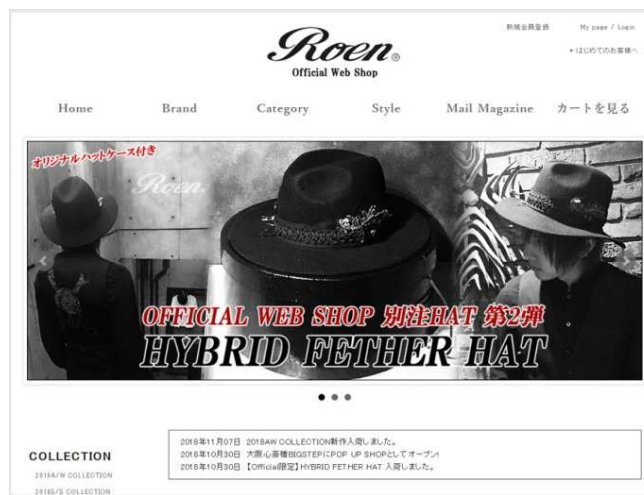 新規会員登録 My page / Login
Roen®
Official Web Shop
▸ はじめてのお客様へ
Home Brand Category Style Mail Magazine カートを見る
オリジナルハットケース付き
Roen
OFFICIAL WEB SHOP 別注HAT 第2弾
HYBRID FETHER HAT
COLLECTION
2018A/W COLLECTION
2018S/S COLLECTION
2018年11月07日 2018AW COLLECTION新作入荷しました。
2018年10月30日 大阪心斎橋BIGSTEPにPOP UP SHOPとしてオープン!
2018年10月30日 【Official限定】HYBRID FETHER HAT 入荷しました。